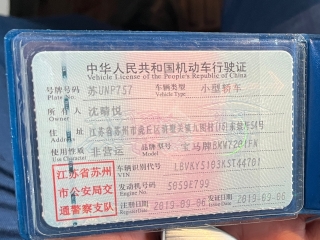 中华人民共和国机动车行驶证
Vehicle License of the People's Republic of China
号牌号码 苏UNP757 车辆类型 小型轿车
Plate No. Vehicle Type
所有人 沈晴悦
Owner
住址 江苏省苏州市
Address
使用性质 非营运 品牌型号 宝马牌
Use Character Model
江苏省苏州
市公安局交
通警察支队
车辆识别代号
VIN
发动机号码
Engine No.
注册日期 2019-09-06 发证日期 2019-09-06